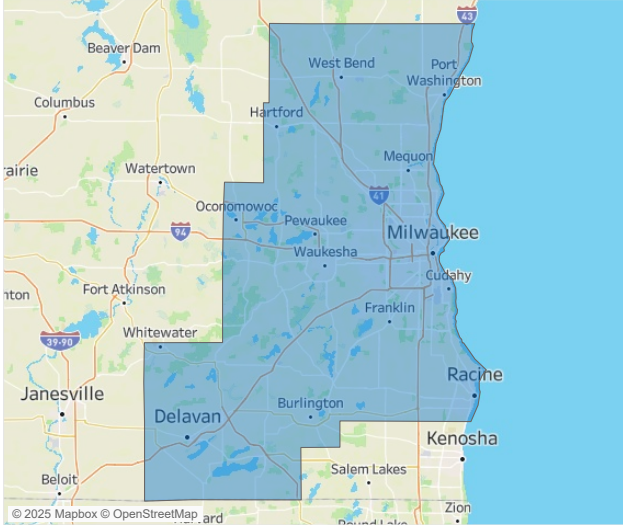 43
Beaver Dam
West Bend
Port
Washington
Columbus
Hartford
Mequon
rairie
Watertown
41
Oconomowoc
Pewaukee
94
Milwaukee
Waukesha
Cudahy
nton
Fort Atkinson
Franklin
Whitewater
39-90
Racine
Janesville
Burlington
Delavan
Kenosha
Salem Lakes
Beloit
Zion
© 2025 Mapbox © OpenStreetMap